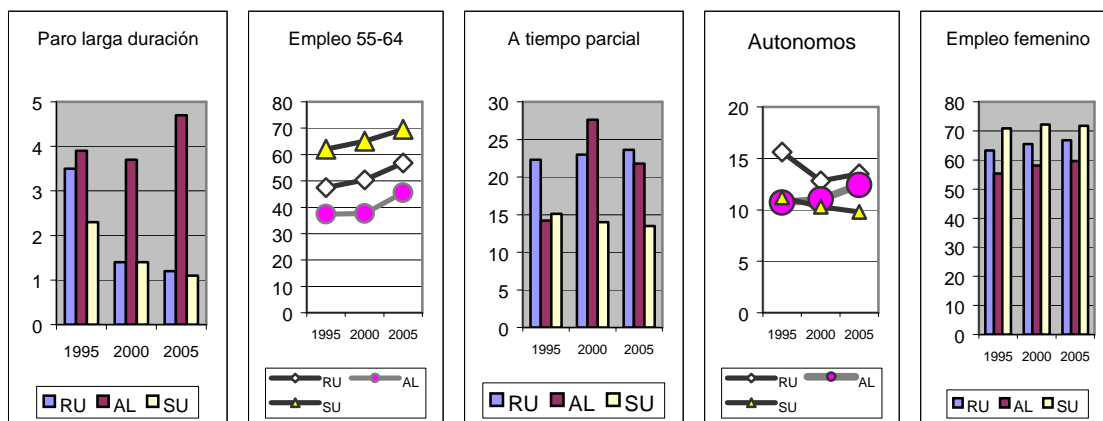 Paro larga duración
5
4
3
2
1
0
1995 2000 2005
RU AL SU
Empleo 55-64
80
70
60
50
40
30
20
10
0
1995 2000 2005
RU AL
SU
A tiempo parcial
30
25
20
15
10
5
0
1995 2000 2005
RU AL SU
Autonomos
20
15
10
5
0
1995 2000 2005
RU AL
SU
Empleo femenino
80
70
60
50
40
30
20
10
0
1995 2000 2005
RU AL SU